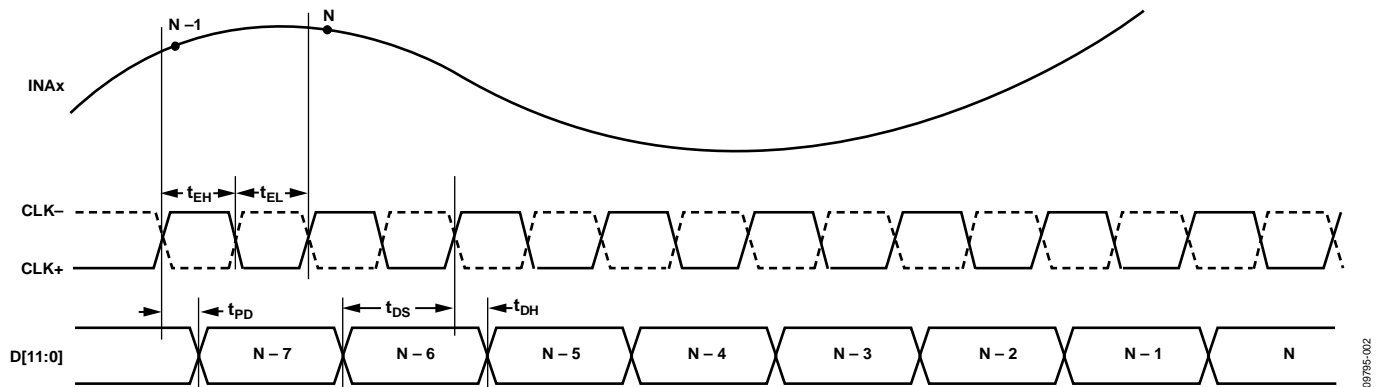 N –1
N
INAx
tEH
tEL
CLK–
CLK+
tPD
tDS
tDH
D[11:0]
N – 7
N – 6
N – 5
N – 4
N – 3
N – 2
N – 1
N
09795-002